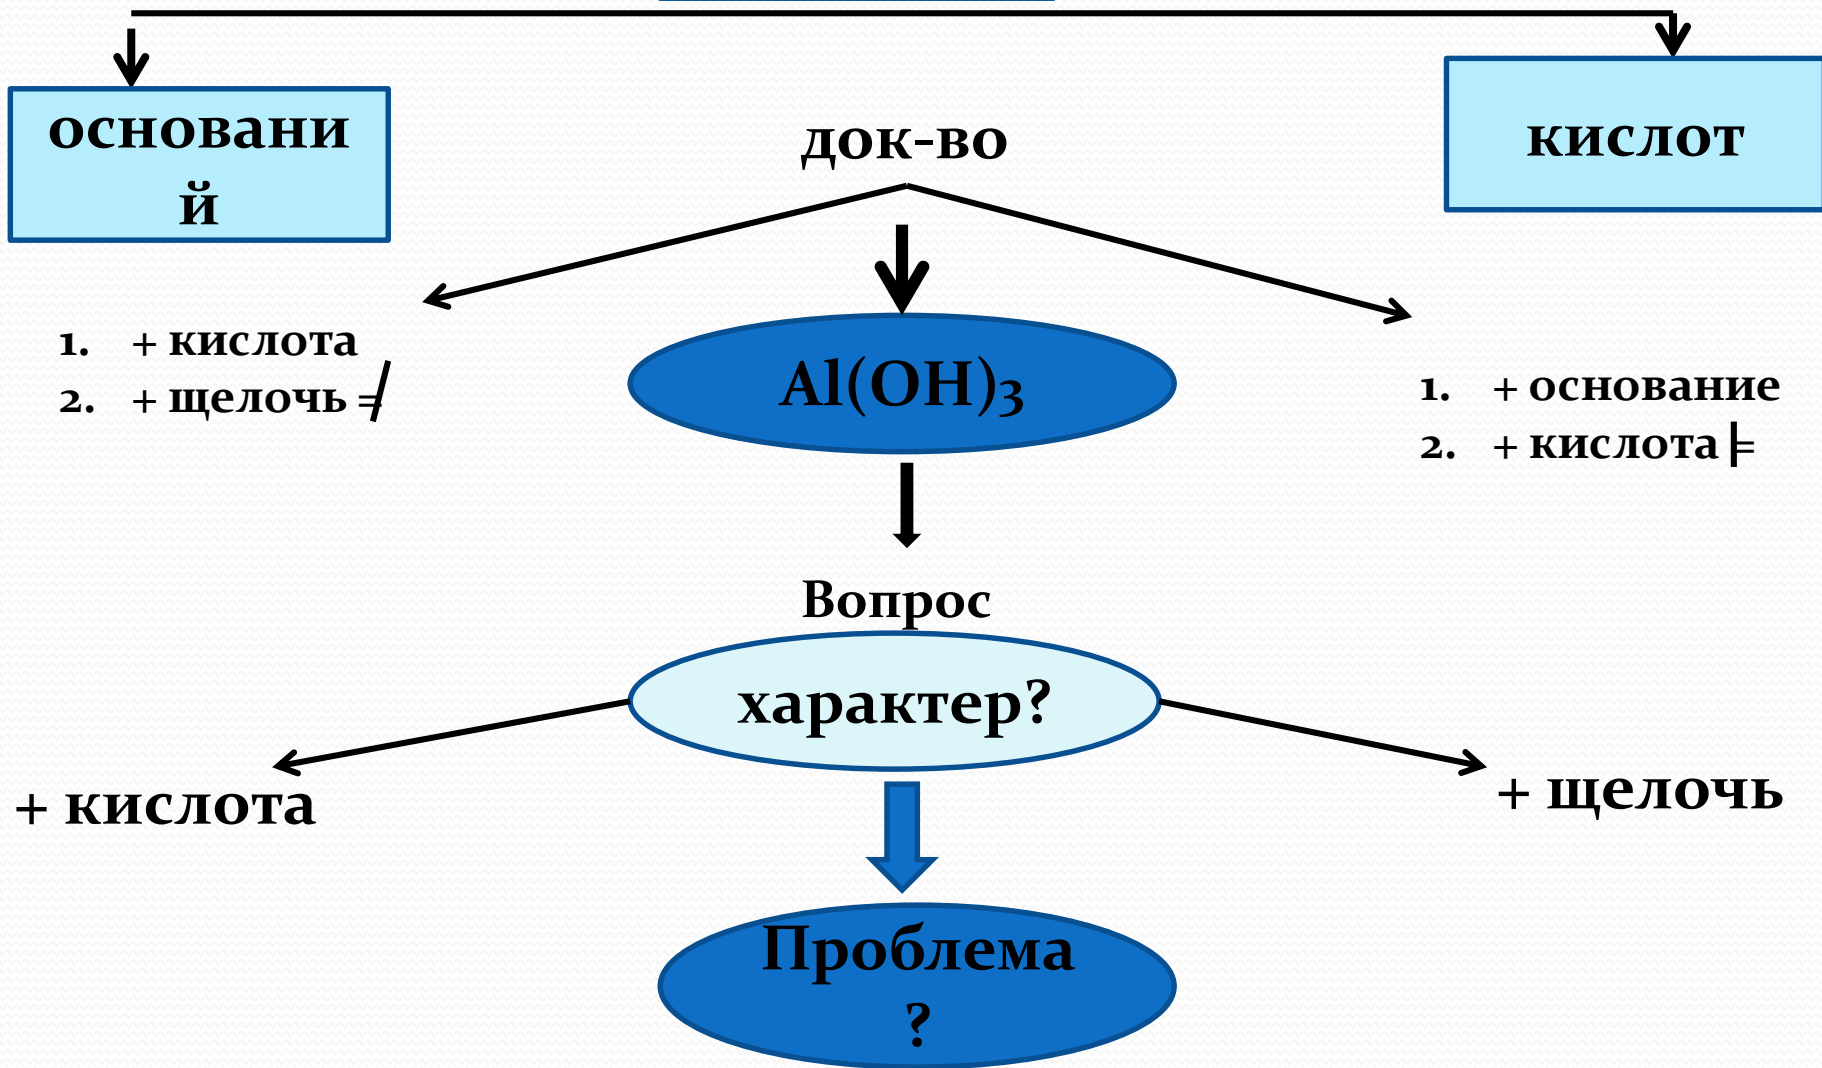 основани
й
док-во
кислот
1. + кислота
2. + щелочь ≠
Al(OH)₃
1. + основание
2. + кислота ≠
Вопрос
характер?
+ кислота
+ щелочь
Проблема
?